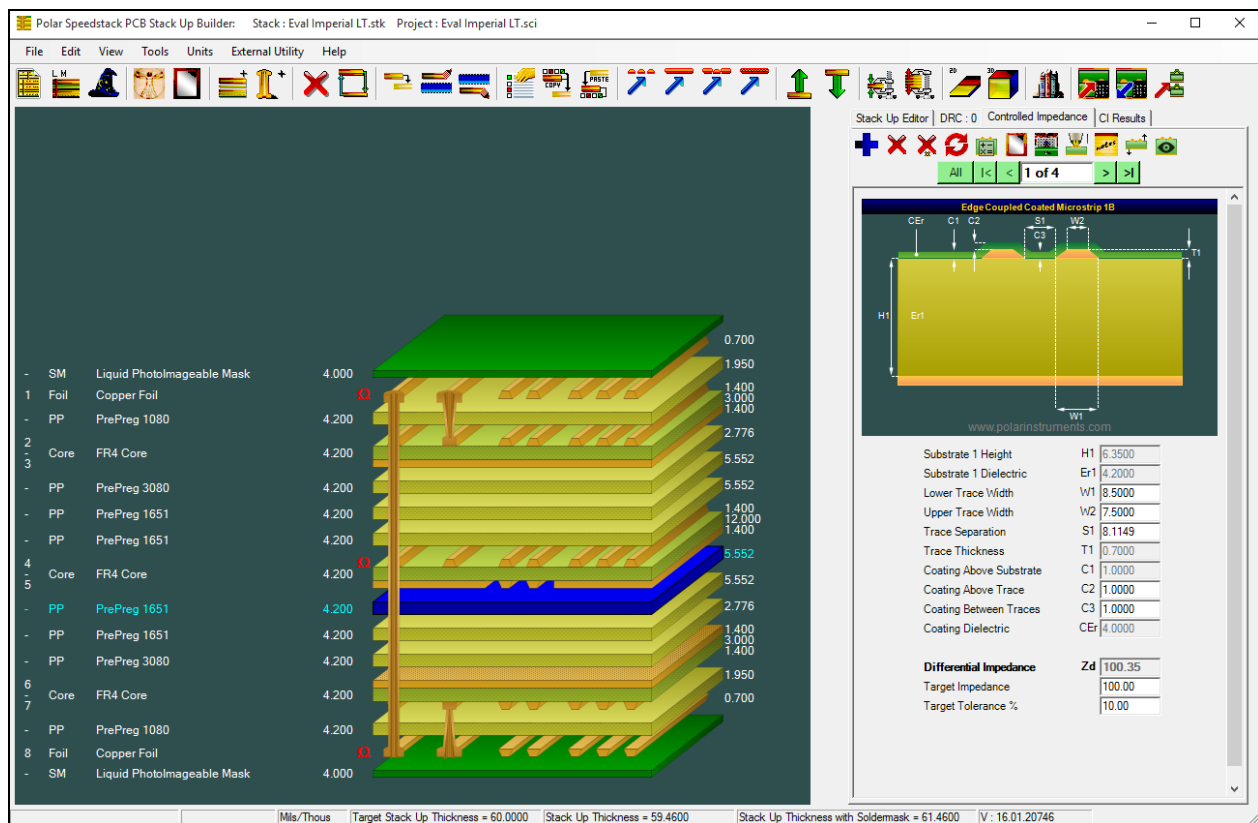 Polar Speedstack PCB Stack Up Builder: Stack : Eval Imperial LT.stk Project : Eval Imperial LT.sci
File Edit View Tools Units External Utility Help
L M
COPY
PASTE
2D
3D
Stack Up Editor DRC : 0 Controlled Impedance CI Results
notes
All |< < 1 of 4 > >|
Edge Coupled Coated Microstrip 1B
CEr C1 C2 S1 C3 W2
T1
H1 Er1
W1
www.polarinstruments.com
- SM Liquid PhotoImageable Mask 4.000
1 Foil Copper Foil Ω 0.700
- PP PrePreg 1080 4.200 1.950
2 - 3 Core FR4 Core 4.200 1.400 3.000 1.400
- PP PrePreg 3080 4.200 2.776
- PP PrePreg 1651 4.200 5.552
- PP PrePreg 1651 4.200 5.552
4 - 5 Core FR4 Core Ω 4.200 1.400 12.000 1.400
- PP PrePreg 1651 4.200 5.552
- PP PrePreg 1651 4.200 5.552
- PP PrePreg 3080 4.200 2.776
6 - 7 Core FR4 Core 4.200 1.400 3.000 1.400
- PP PrePreg 1080 4.200 1.950
8 Foil Copper Foil Ω 0.700
- SM Liquid PhotoImageable Mask 4.000
Substrate 1 Height H1 6.3500
Substrate 1 Dielectric Er1 4.2000
Lower Trace Width W1 8.5000
Upper Trace Width W2 7.5000
Trace Separation S1 8.1149
Trace Thickness T1 0.7000
Coating Above Substrate C1 1.0000
Coating Above Trace C2 1.0000
Coating Between Traces C3 1.0000
Coating Dielectric CEr 4.0000
Differential Impedance Zd 100.35
Target Impedance 100.00
Target Tolerance % 10.00
Mils/Thous Target Stack Up Thickness = 60.0000 Stack Up Thickness = 59.4600 Stack Up Thickness with Soldermask = 61.4600 V : 16.01.20746